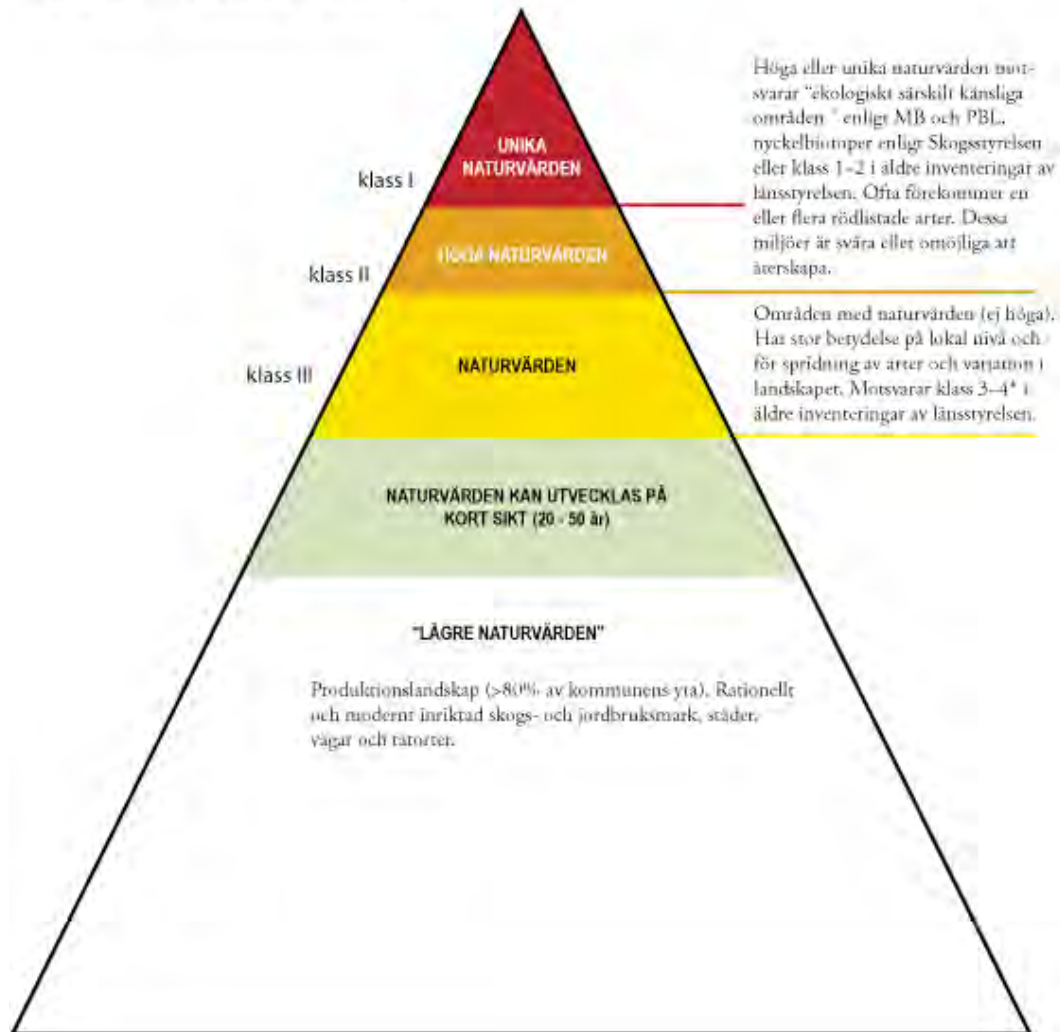 Höga eller unika naturvärden mot-
svarar "ekologiskt särskilt känsliga
områden" enligt MB och PBL,
nyckelbiotoper enligt Skogsstyrelsen
eller klass 1–2 i äldre inventeringar av
länsstyrelsen. Ofta förekommer en
eller flera rödlistade arter. Dessa
miljöer är svåra eller omöjliga att
återskapa.
UNIKA
NATURVÄRDEN
klass I
HÖGA NATURVÄRDEN
klass II
Områden med naturvärden (ej höga).
Har stor betydelse på lokal nivå och
för spridning av arter och variation i
landskapet. Motsvarar klass 3–4* i
äldre inventeringar av länsstyrelsen.
NATURVÄRDEN
klass III
NATURVÄRDEN KAN UTVECKLAS PÅ
KORT SIKT (20 - 50 år)
"LÄGRE NATURVÄRDEN"
Produktionslandskap (>80% av kommunens yta). Rationellt
och modernt inriktad skogs- och jordbruksmark, städer,
vägar och tätorter.